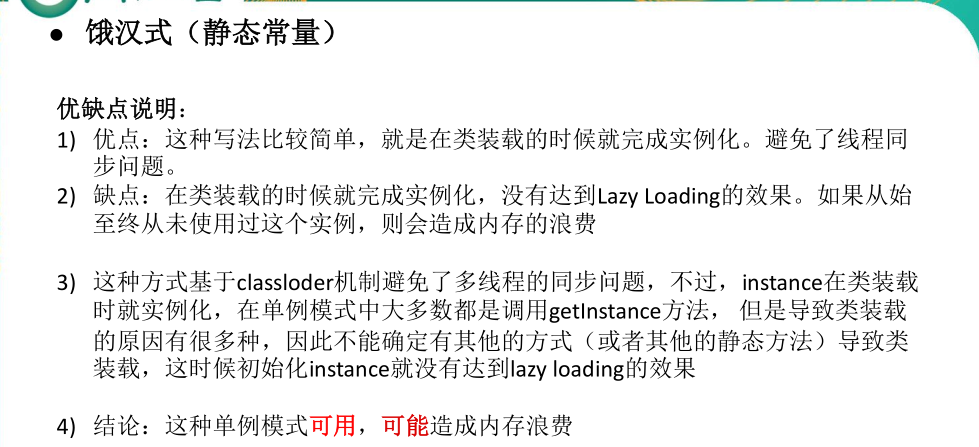 ● 饿汉式（静态常量）
优缺点说明：
1) 优点：这种写法比较简单，就是在类装载的时候就完成实例化。避免了线程同
步问题。
2) 缺点：在类装载的时候就完成实例化，没有达到Lazy Loading的效果。如果从始
至终从未使用过这个实例，则会造成内存的浪费
3) 这种方式基于classloder机制避免了多线程的同步问题，不过，instance在类装载
时就实例化，在单例模式中大多数都是调用getInstance方法， 但是导致类装载
的原因有很多种，因此不能确定有其他的方式（或者其他的静态方法）导致类
装载，这时候初始化instance就没有达到lazy loading的效果
4) 结论：这种单例模式可用，可能造成内存浪费